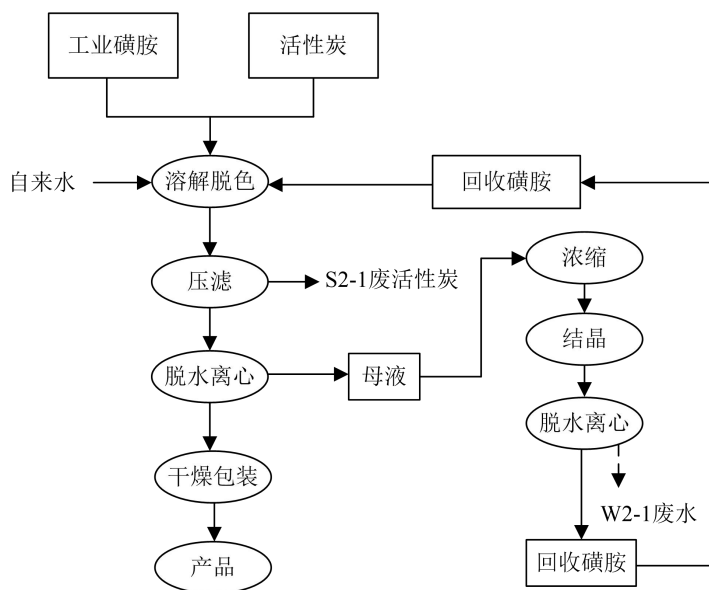 工业磺胺
活性炭
自来水
溶解脱色
回收磺胺
压滤
S2-1废活性炭
浓缩
结晶
脱水离心
母液
脱水离心
干燥包装
W2-1废水
产品
回收磺胺